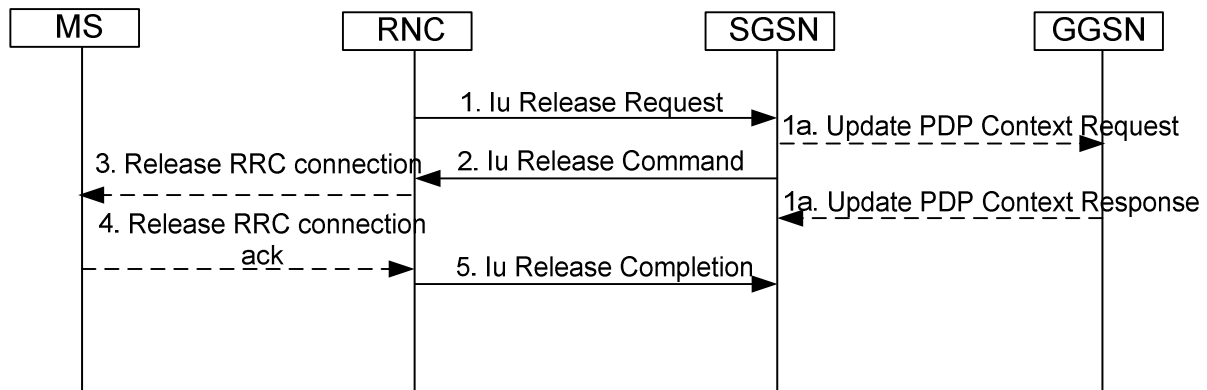 MS
RNC
SGSN
GGSN
1. Iu Release Request
1a. Update PDP Context Request
3. Release RRC connection
2. Iu Release Command
1a. Update PDP Context Response
4. Release RRC connection
ack
5. Iu Release Completion